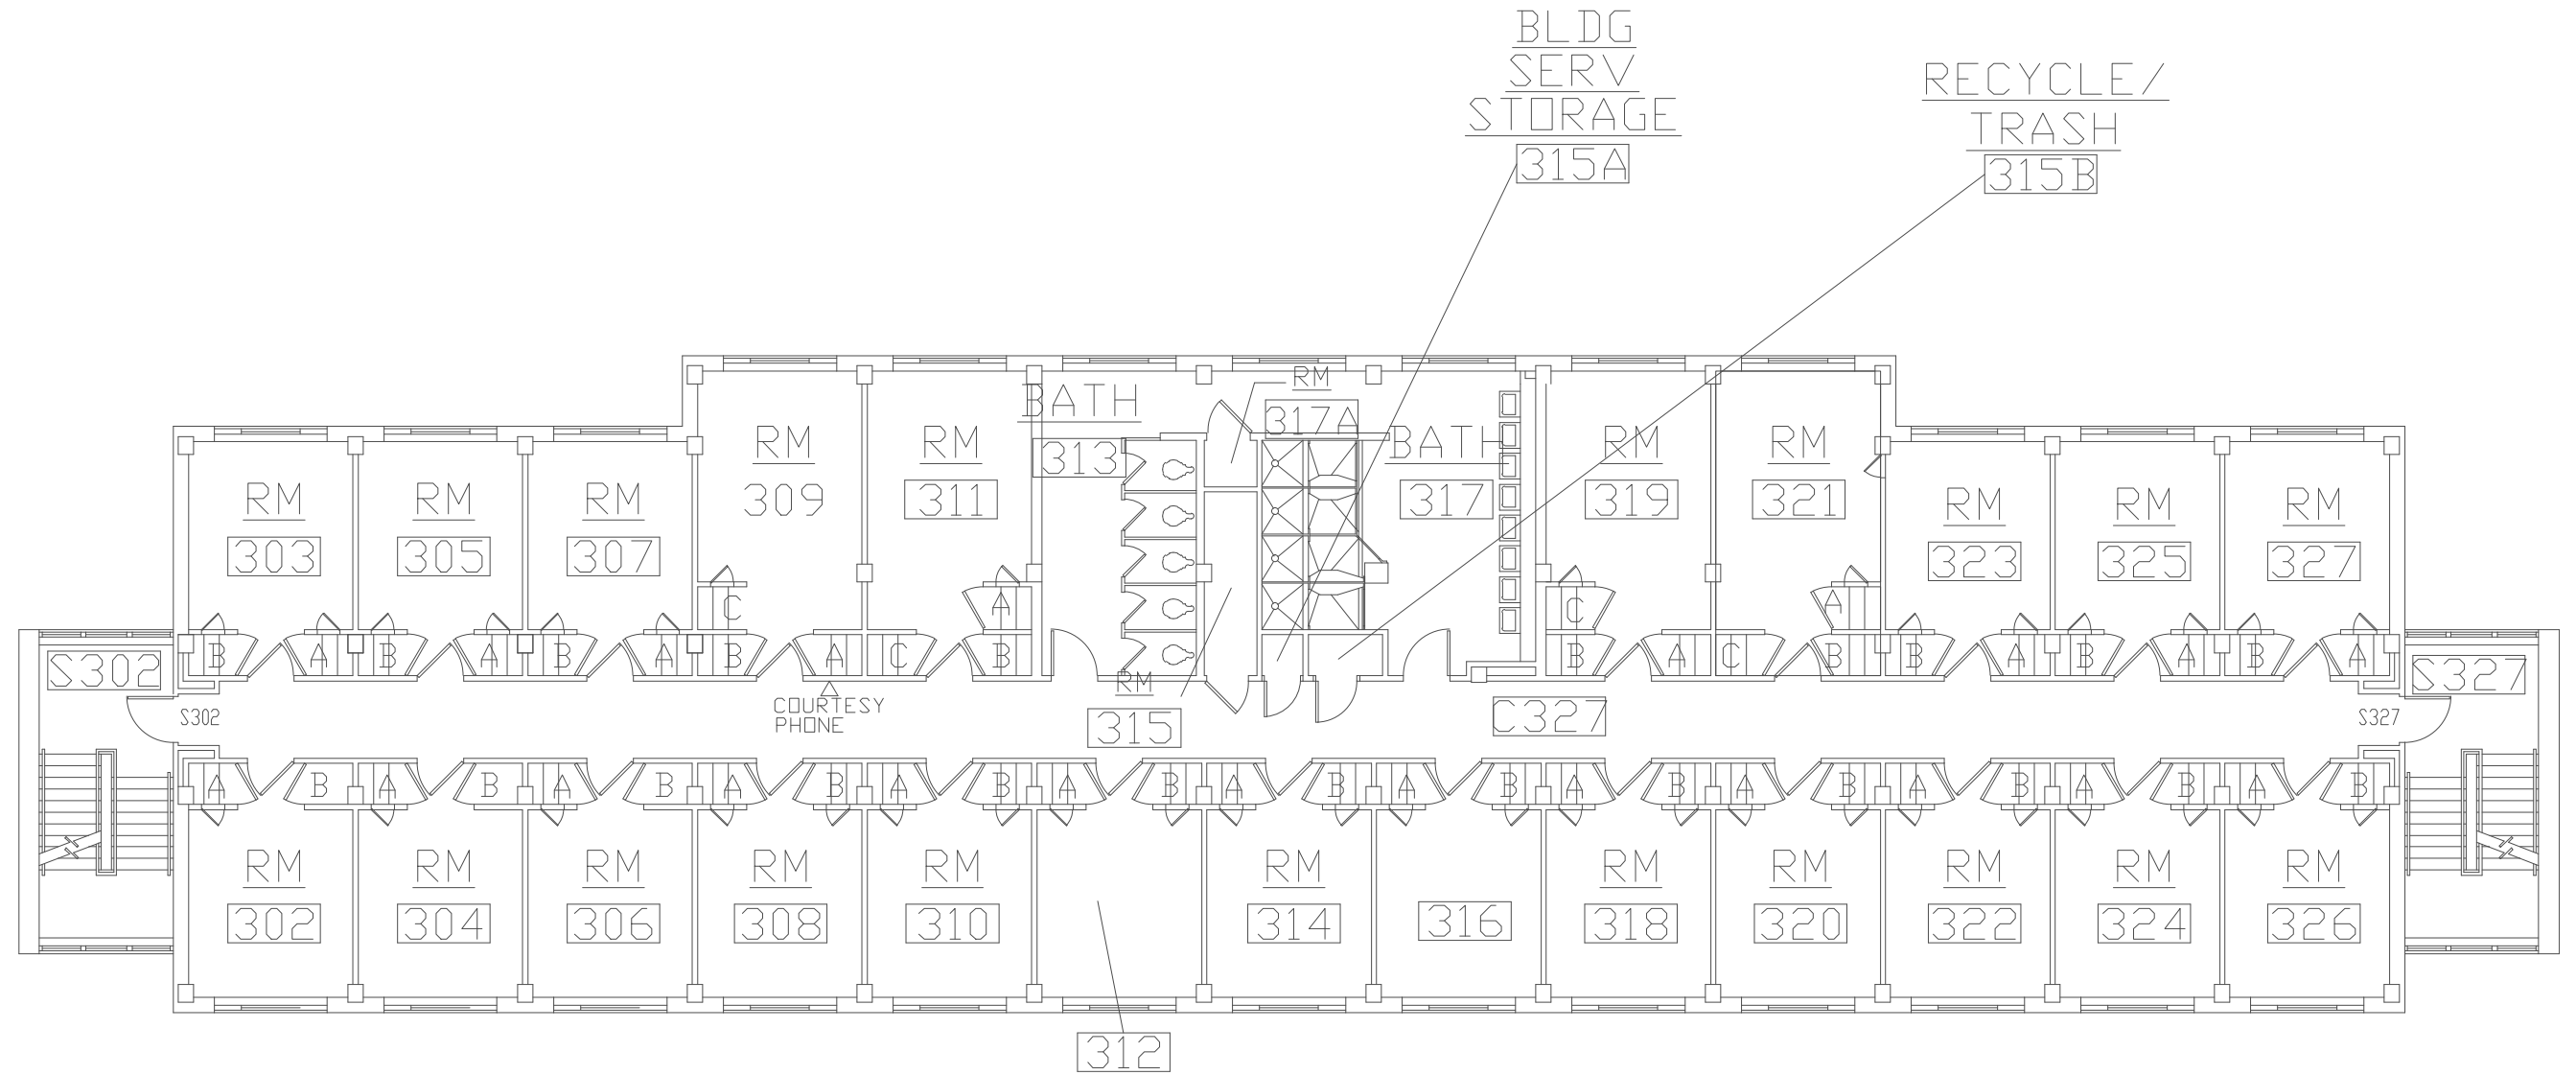 BLDG
SERV
STORAGE
315A
RECYCLE/
TRASH
315B
RM
317A
BATH
313
BATH
317
RM
303
RM
305
RM
307
RM
309
RM
311
RM
319
RM
321
RM
323
RM
325
RM
327
C
A
C
A
B
A
B
A
B
A
B
A
C
B
B
A
C
B
B
A
B
A
B
A
S302
S302
COURTESY
PHONE
RM
315
C327
S327
S327
A
B
A
B
A
B
A
B
A
B
A
B
A
B
A
B
A
B
A
B
A
B
A
B
A
B
RM
302
RM
304
RM
306
RM
308
RM
310
RM
314
316
RM
318
RM
320
RM
322
RM
324
RM
326
312